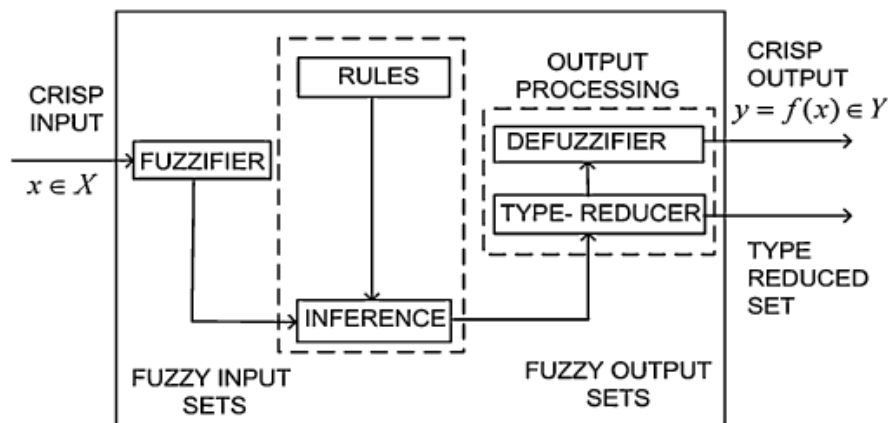 CRISP
INPUT
x ∈ X
FUZZIFIER
RULES
INFERENCE
FUZZY INPUT
SETS
OUTPUT
PROCESSING
DEFUZZIFIER
TYPE- REDUCER
FUZZY OUTPUT
SETS
CRISP
OUTPUT
y = f(x) ∈ Y
TYPE
REDUCED
SET